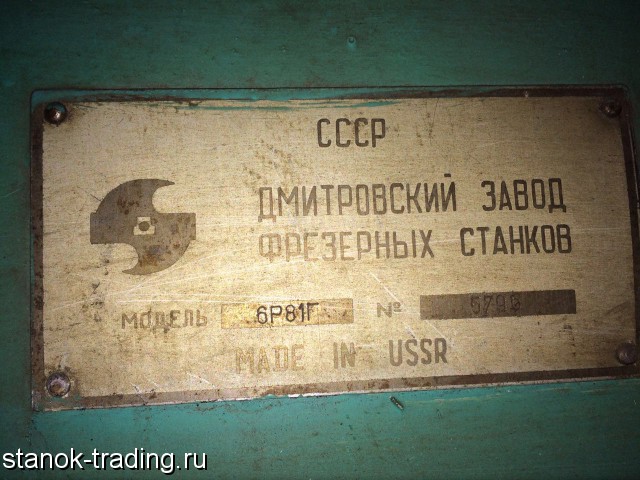 СССР
ДМИТРОВСКИЙ ЗАВОД
ФРЕЗЕРНЫХ СТАНКОВ
МОДЕЛЬ 6Р81Г №
MADE IN USSR
stanok-trading.ru